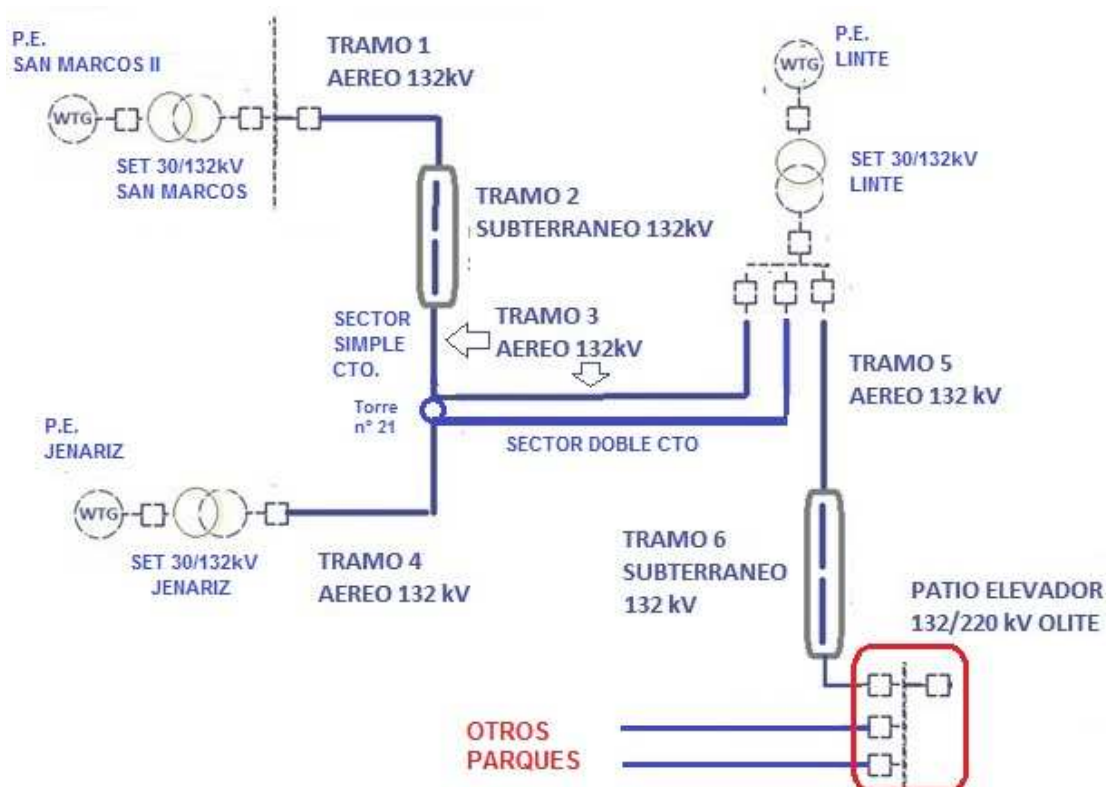 P.E.
SAN MARCOS II
TRAMO 1
AEREO 132kV
P.E.
LINTE
WTG
WTG
SET 30/132kV
SAN MARCOS
SET 30/132kV
LINTE
TRAMO 2
SUBTERRANEO 132kV
SECTOR
SIMPLE
CTO.
TRAMO 3
AEREO 132kV
TRAMO 5
AEREO 132 kV
Torre
n° 21
SECTOR DOBLE CTO
P.E.
JENARIZ
WTG
SET 30/132kV
JENARIZ
TRAMO 4
AEREO 132 kV
TRAMO 6
SUBTERRANEO
132 kV
PATIO ELEVADOR
132/220 kV OLITE
OTROS
PARQUES